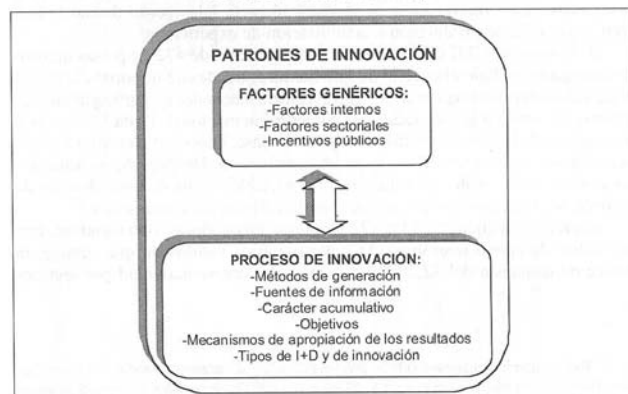 PATRONES DE INNOVACIÓN
FACTORES GENÉRICOS:
-Factores internos
-Factores sectoriales
-Incentivos públicos
PROCESO DE INNOVACIÓN:
-Métodos de generación
-Fuentes de información
-Carácter acumulativo
-Objetivos
-Mecanismos de apropiación de los resultados
-Tipos de I+D y de innovación